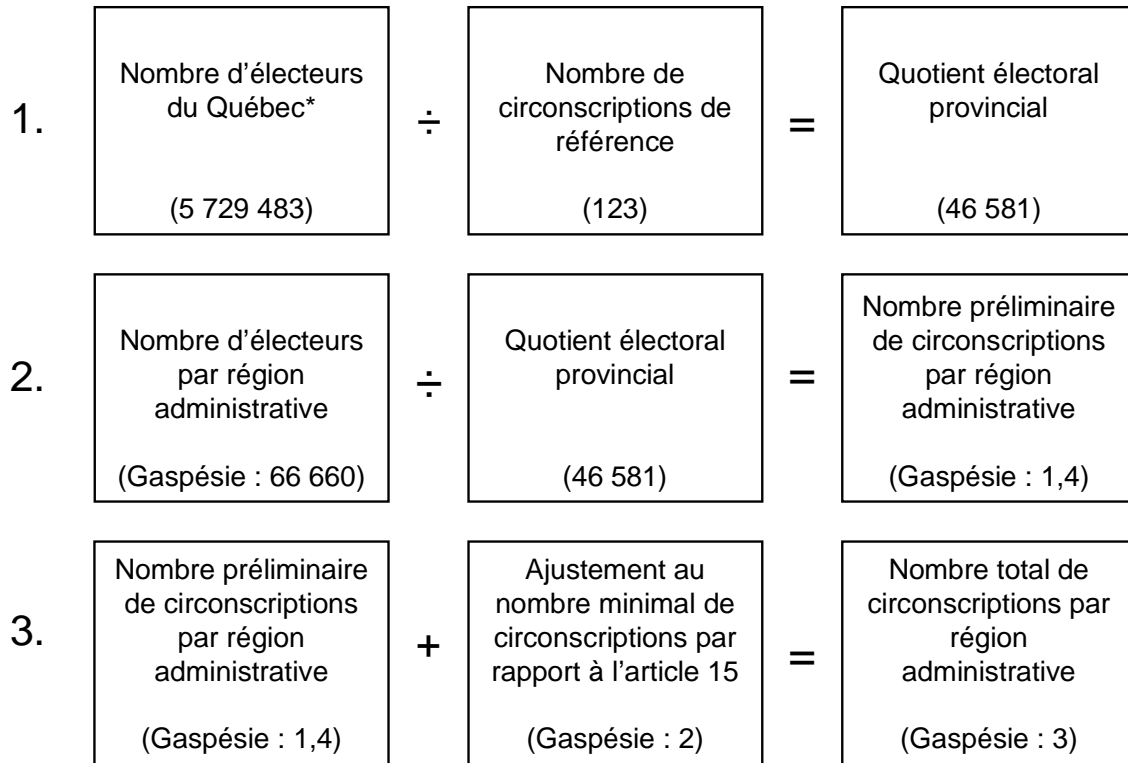 1.
Nombre d'électeurs
du Québec*
(5 729 483)
÷
Nombre de
circonscriptions de
référence
(123)
=
Quotient électoral
provincial
(46 581)
2.
Nombre d'électeurs
par région
administrative
(Gaspésie : 66 660)
÷
Quotient électoral
provincial
(46 581)
=
Nombre préliminaire
de circonscriptions
par région
administrative
(Gaspésie : 1,4)
3.
Nombre préliminaire
de circonscriptions
par région
administrative
(Gaspésie : 1,4)
+
Ajustement au
nombre minimal de
circonscriptions par
rapport à l'article 15
(Gaspésie : 2)
=
Nombre total de
circonscriptions par
région
administrative
(Gaspésie : 3)